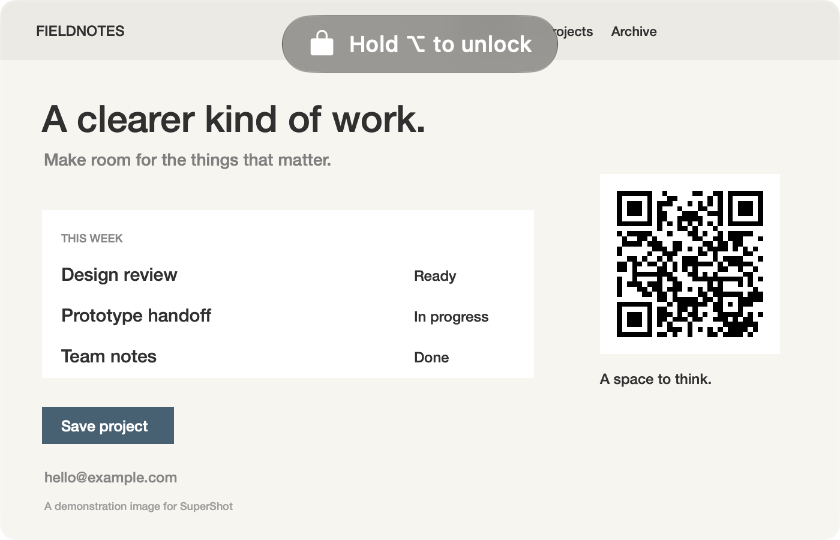 FIELDNOTES
Hold ⌥ to unlock
rojects Archive
A clearer kind of work.
Make room for the things that matter.
THIS WEEK
Design review Ready
Prototype handoff In progress
Team notes Done
A space to think.
Save project
hello@example.com
A demonstration image for SuperShot